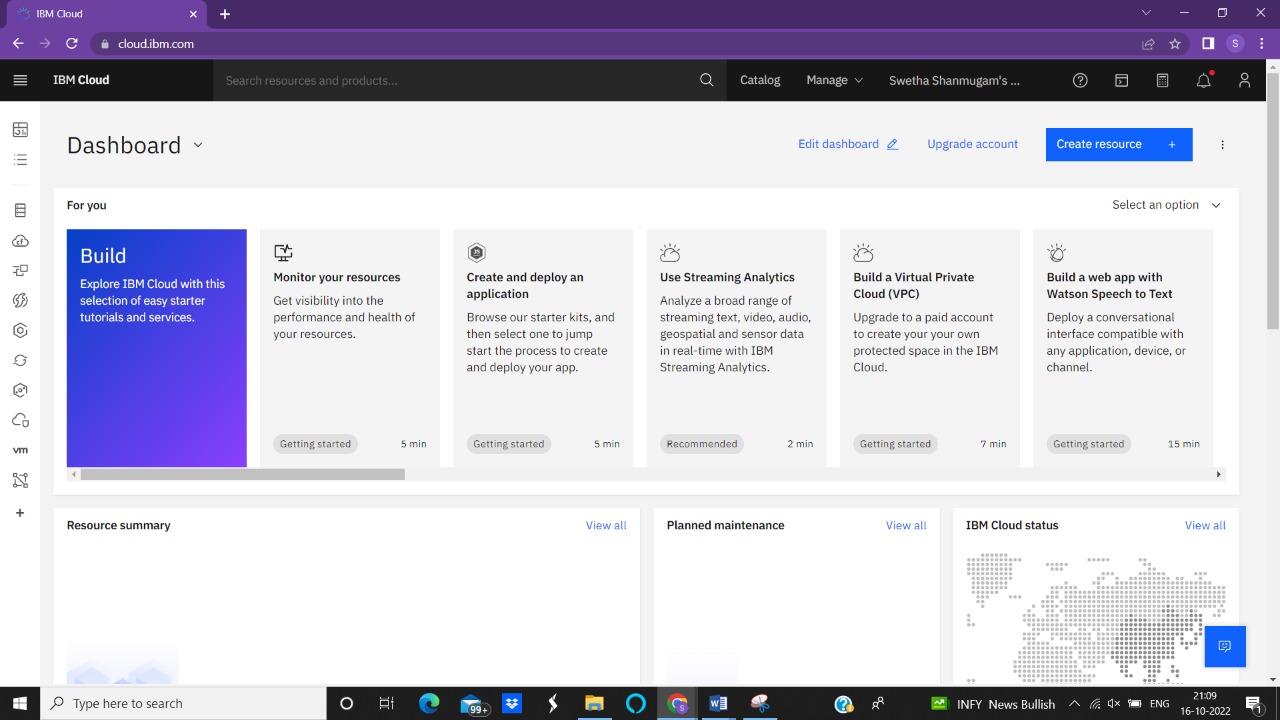 IBM Cloud
cloud.ibm.com
S
IBM Cloud
Search resources and products...
Catalog
Manage
Swetha Shanmugam's ...
Dashboard
Edit dashboard
Upgrade account
Create resource +
For you
Select an option
Build
Explore IBM Cloud with this
selection of easy starter
tutorials and services.
Monitor your resources
Get visibility into the
performance and health of
your resources.
Getting started
5 min
Create and deploy an
application
Browse our starter kits, and
then select one to jump
start the process to create
and deploy your app.
Getting started
5 min
Use Streaming Analytics
Analyze a broad range of
streaming text, video, audio,
geospatial and sensor data
in real-time with IBM
Streaming Analytics.
Recommended
2 min
Build a Virtual Private
Cloud (VPC)
Upgrade to a paid account
to create your your own
protected space in the IBM
Cloud.
Getting started
7 min
Build a web app with
Watson Speech to Text
Deploy a conversational
interface compatible with
any application, device, or
channel.
Getting started
15 min
vm
Resource summary
View all
Planned maintenance
View all
IBM Cloud status
View all
Type here to search
99+
INFY News Bullish
ENG
21:09
16-10-2022